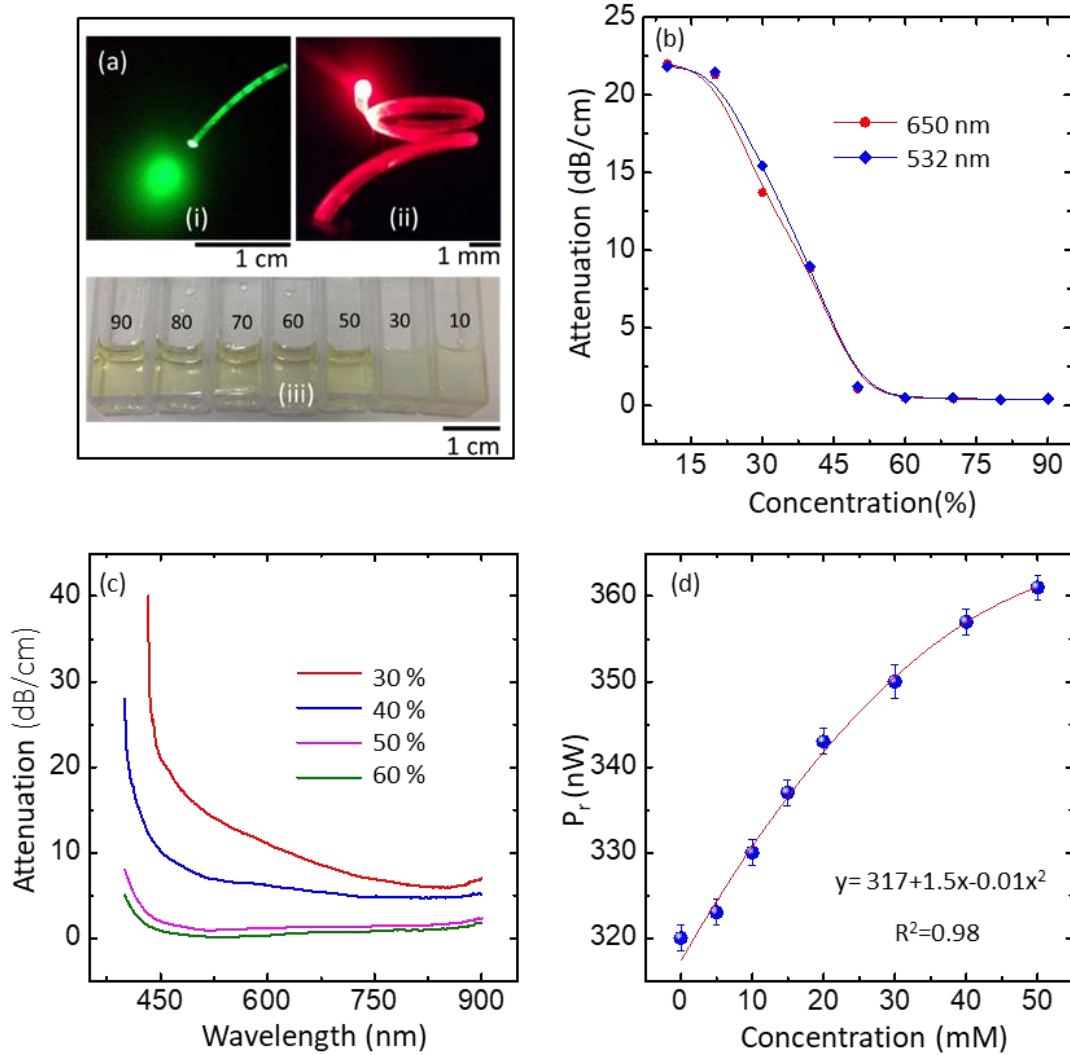 (a)
(i)
1 cm
(ii)
1 mm
90 80 70 60 50 30 10
(iii)
1 cm
(b)
25
20
15
10
5
0
Attenuation (dB/cm)
650 nm
532 nm
15 30 45 60 75 90
Concentration(%)
(c)
40
30
20
10
0
Attenuation (dB/cm)
30 %
40 %
50 %
60 %
450 600 750 900
Wavelength (nm)
(d)
360
350
340
330
320
Pᵣ (nW)
y= 317+1.5x-0.01x²
R²=0.98
0 10 20 30 40 50
Concentration (mM)